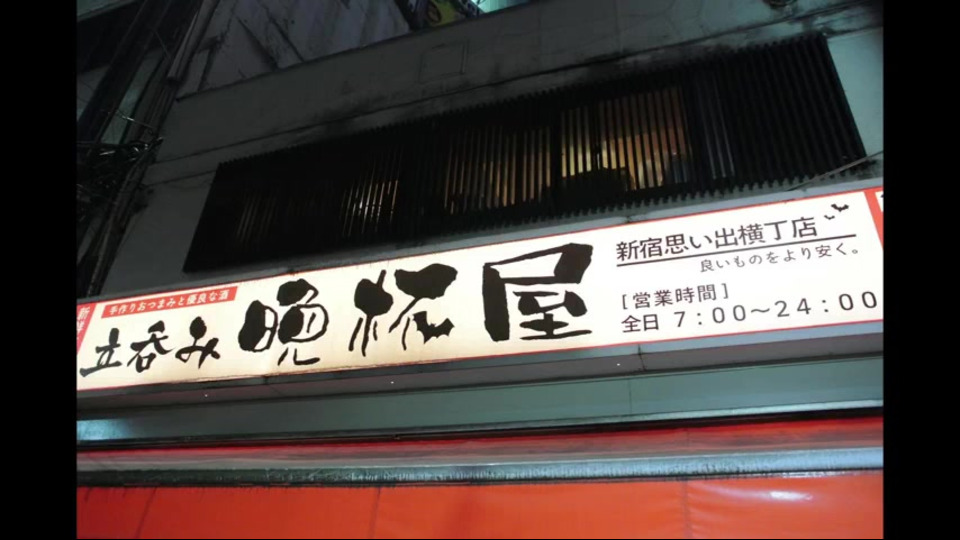 手作りおつまみと優良な酒
立呑み 晩杯屋
新宿思い出横丁店
良いものをより安く。
[営業時間]
全日 7:00～24:00